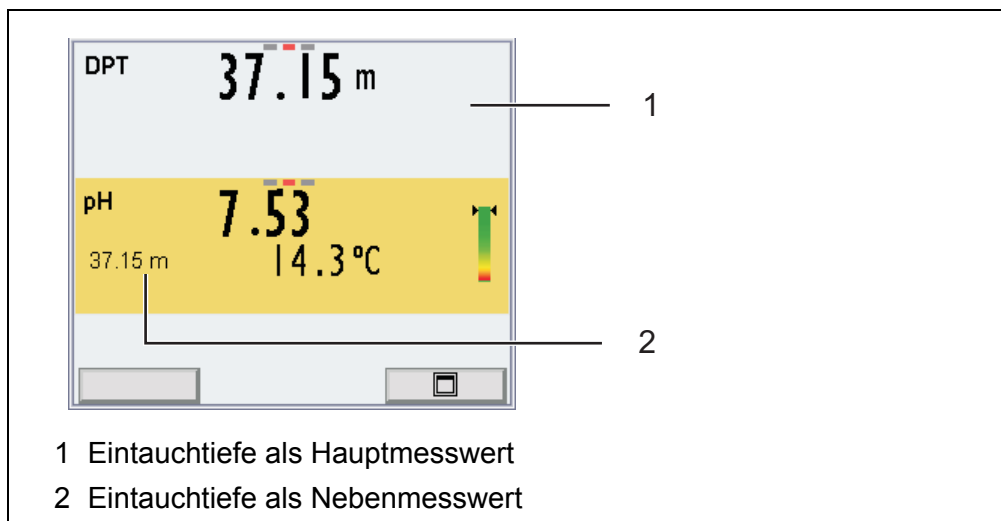 DPT 37.15 m
1
pH 7.53
37.15 m 14.3°C
2
1 Eintauchtiefe als Hauptmesswert
2 Eintauchtiefe als Nebenmesswert